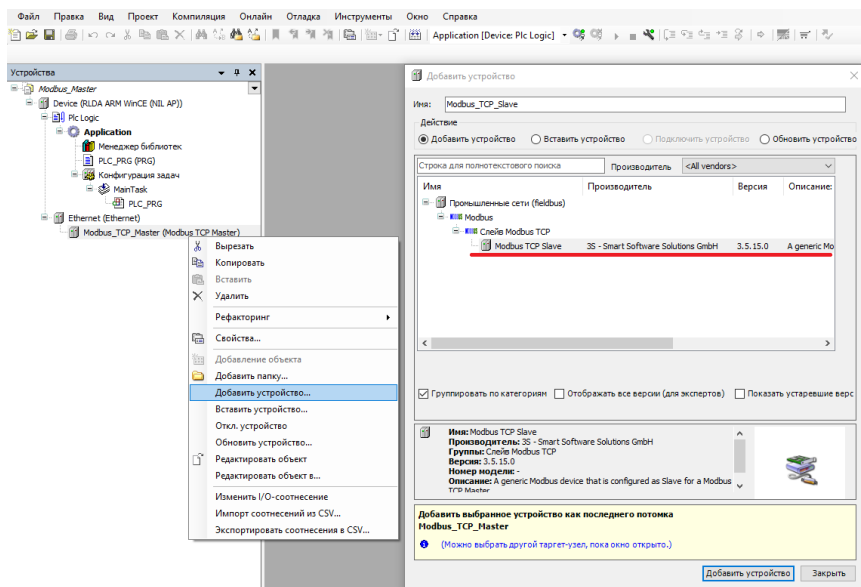 Файл Правка Вид Проект Компиляция Онлайн Отладка Инструменты Окно Справка
Application [Device: Plc Logic]
Устройства
Modbus_Master
Device (RLDA ARM WinCE (NIL AP))
Plc Logic
Application
Менеджер библиотек
PLC_PRG (PRG)
Конфигурация задач
MainTask
PLC_PRG
Ethernet (Ethernet)
Modbus_TCP_Master (Modbus TCP Master)
Вырезать
Копировать
Вставить
Удалить
Рефакторинг
Свойства...
Добавление объекта
Добавить папку...
Добавить устройство...
Вставить устройство...
Откл. устройство
Обновить устройство...
Редактировать объект
Редактировать объект в...
Изменить I/O-соотнесение
Импорт соотнесений из CSV...
Экспортировать соотнесения в CSV...
Добавить устройство
Имя: Modbus_TCP_Slave
Действие
Добавить устройство Вставить устройство Подключить устройство Обновить устройство
Строка для полнотекстового поиска Производитель <All vendors>
Имя Производитель Версия Описание:
Промышленные сети (fieldbus)
Modbus
Слейв Modbus TCP
Modbus TCP Slave 3S - Smart Software Solutions GmbH 3.5.15.0 A generic Mo
Группировать по категориям Отображать все версии (для экспертов) Показать устаревшие верс
Имя: Modbus TCP Slave
Производитель: 3S - Smart Software Solutions GmbH
Группы: Слейв Modbus TCP
Версия: 3.5.15.0
Номер модели: -
Описание: A generic Modbus device that is configured as Slave for a Modbus
TCP Master
Добавить выбранное устройство как последнего потомка
Modbus_TCP_Master
(Можно выбрать другой таргет-узел, пока окно открыто.)
Добавить устройство Закрыть